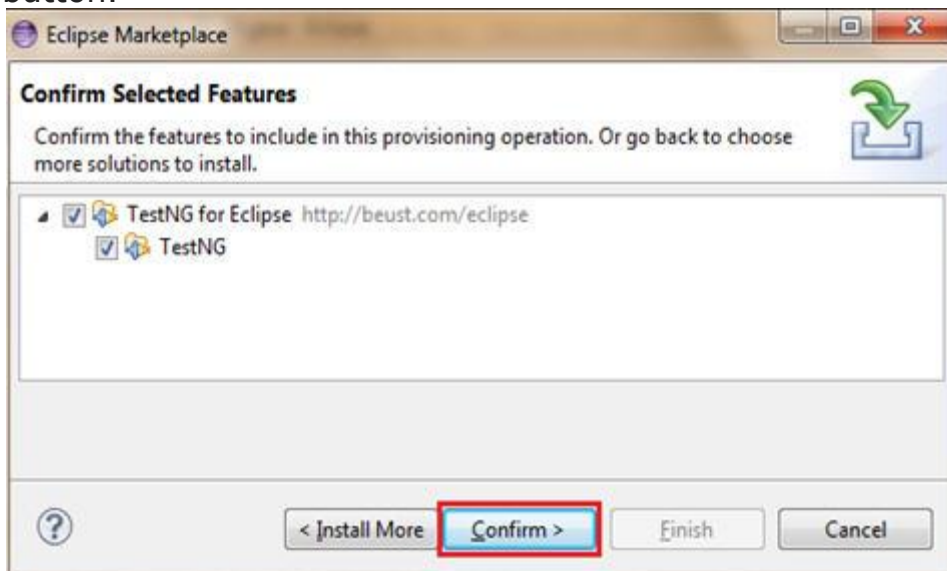 button.
Eclipse Marketplace
Confirm Selected Features
Confirm the features to include in this provisioning operation. Or go back to choose
more solutions to install.
TestNG for Eclipse http://beust.com/eclipse
TestNG
< Install More Confirm > Finish Cancel